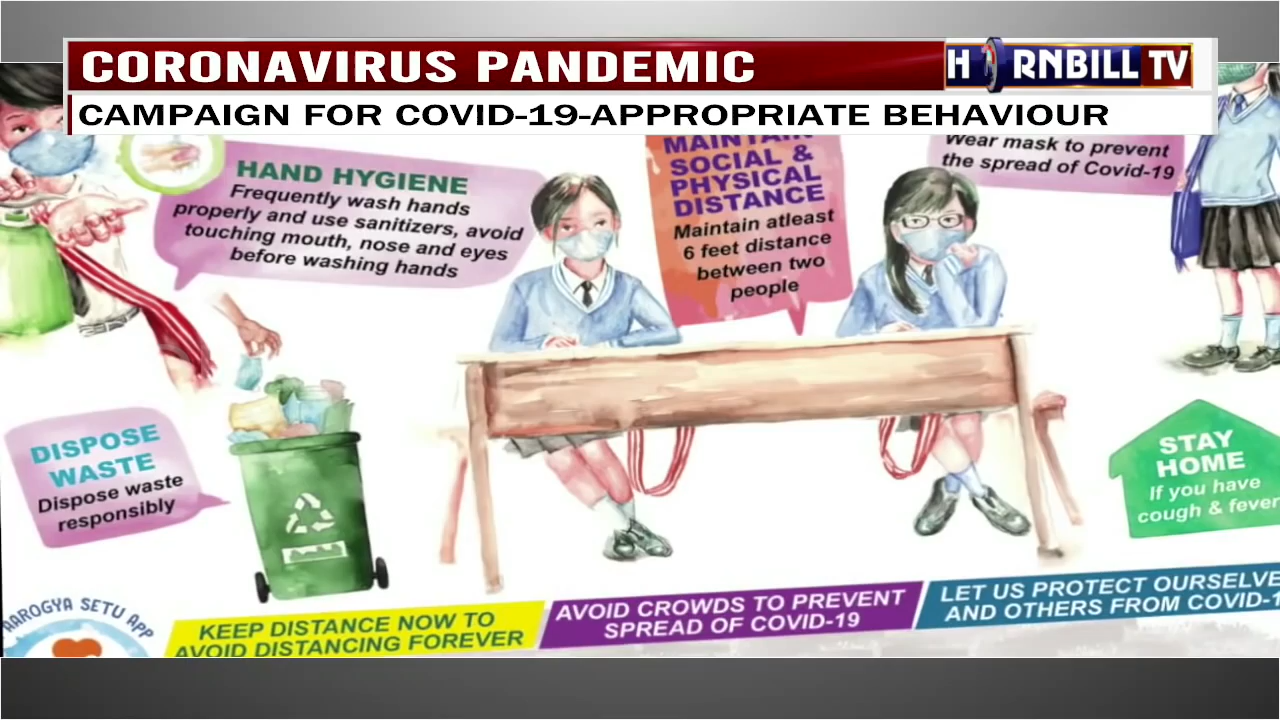 CORONAVIRUS PANDEMIC
H RNBILL TV
CAMPAIGN FOR COVID-19-APPROPRIATE BEHAVIOUR
HAND HYGIENE
Frequently wash hands
properly and use sanitizers, avoid
touching mouth, nose and eyes
before washing hands
MAINTAIN
SOCIAL &
PHYSICAL
DISTANCE
Maintain atleast
6 feet distance
between two
people
Wear mask to prevent
the spread of Covid-19
DISPOSE
WASTE
Dispose waste
responsibly
STAY
HOME
If you have
cough & fever
AAROGYA SETU APP
KEEP DISTANCE NOW TO
AVOID DISTANCING FOREVER
AVOID CROWDS TO PREVENT
SPREAD OF COVID-19
LET US PROTECT OURSELVE
AND OTHERS FROM COVID-1